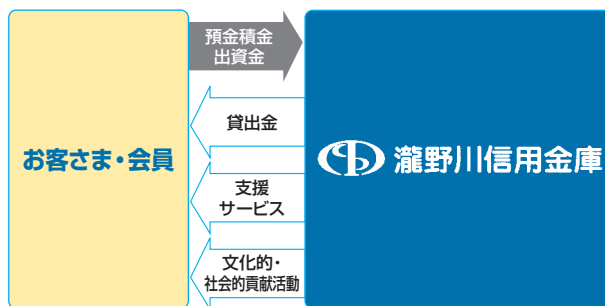 預金積金
出資金
貸出金
お客さま・会員
瀧野川信用金庫
支援
サービス
文化的・
社会的貢献活動